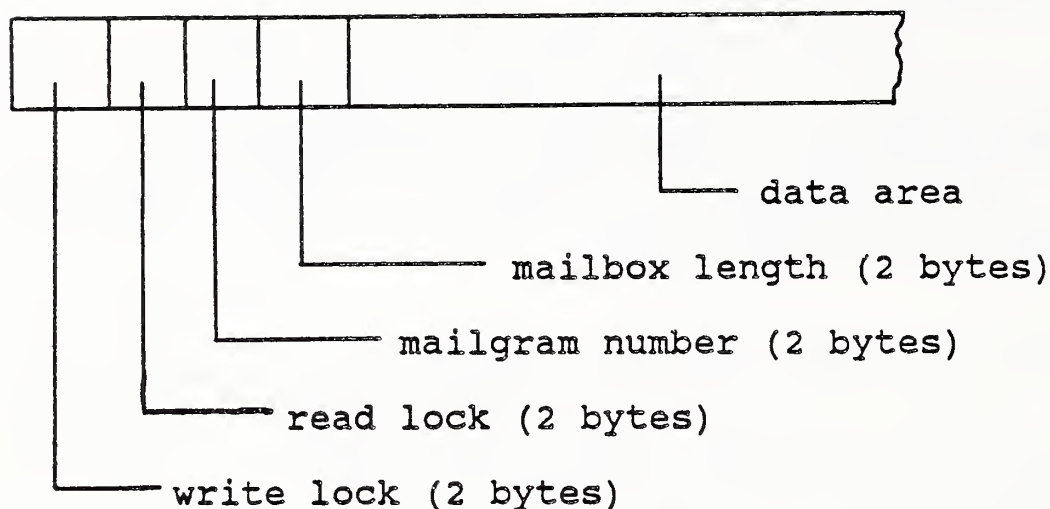 data area
mailbox length (2 bytes)
mailgram number (2 bytes)
read lock (2 bytes)
write lock (2 bytes)